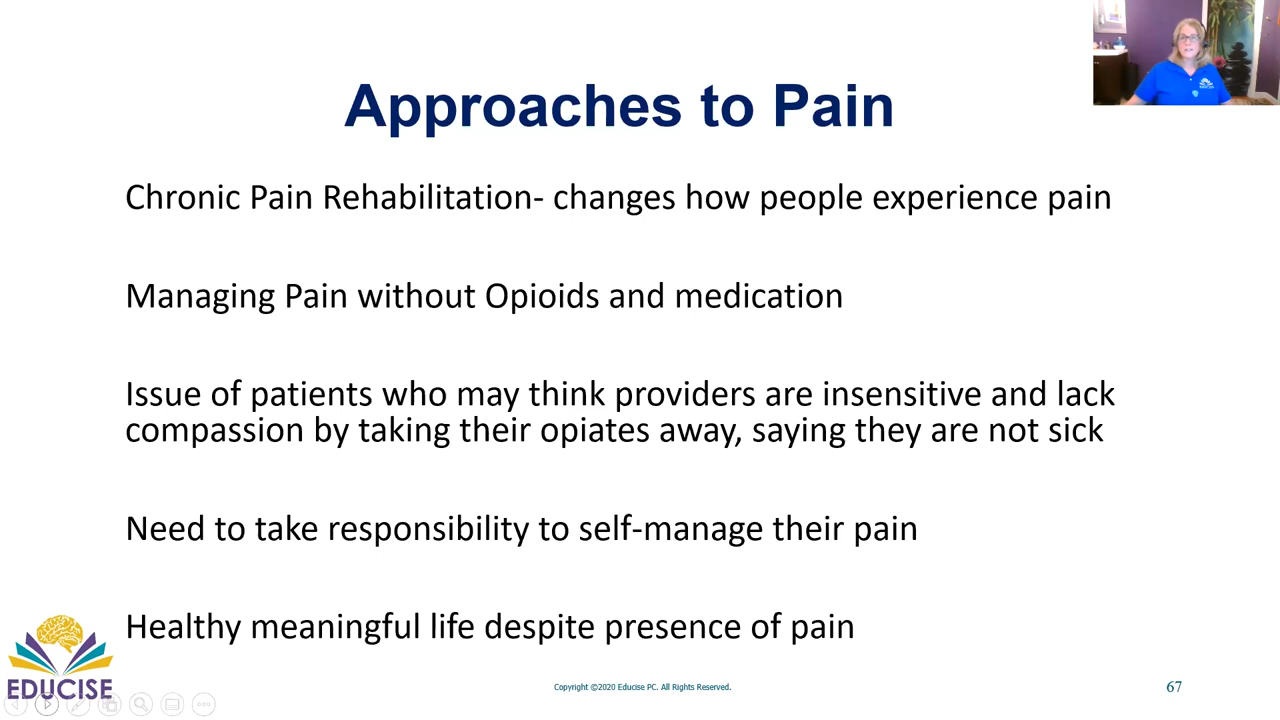 Approaches to Pain
Chronic Pain Rehabilitation- changes how people experience pain
Managing Pain without Opioids and medication
Issue of patients who may think providers are insensitive and lack
compassion by taking their opiates away, saying they are not sick
Need to take responsibility to self-manage their pain
Healthy meaningful life despite presence of pain
EDUCISE
Copyright ©2020 Educise PC. All Rights Reserved.
67